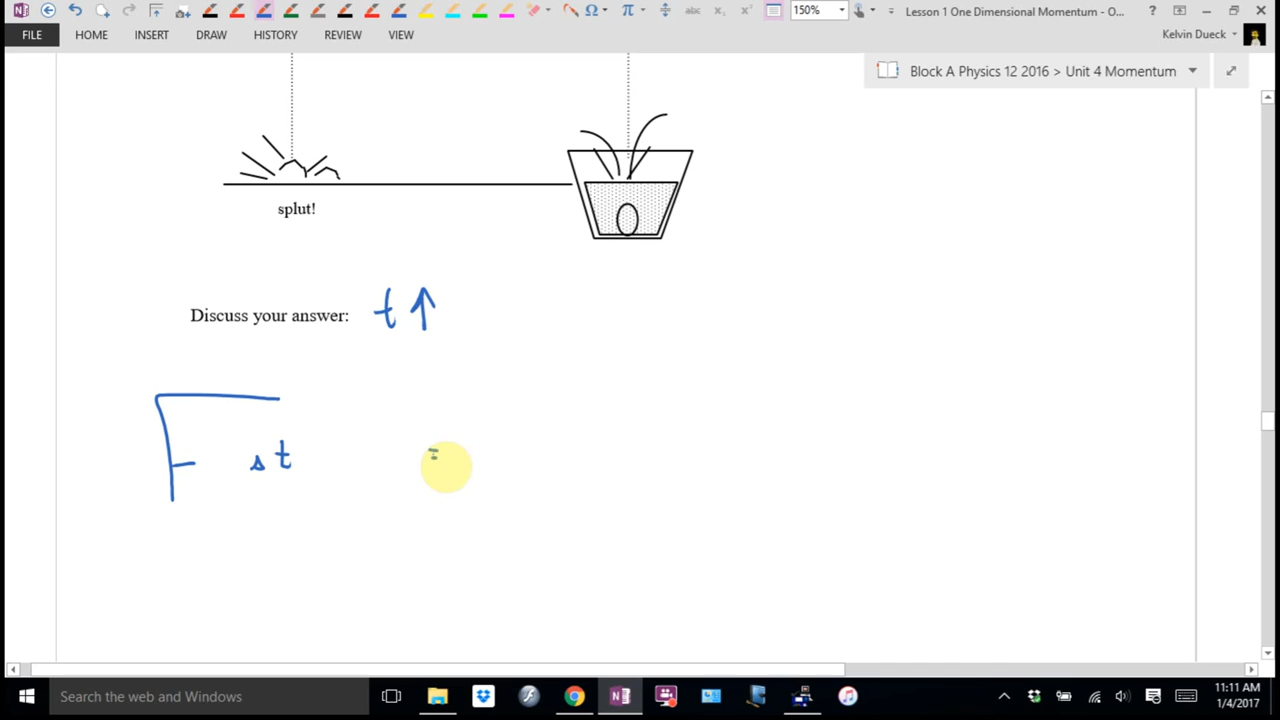 150%
Lesson 1 One Dimensional Momentum - O...
FILE HOME INSERT DRAW HISTORY REVIEW VIEW
Kelvin Dueck
Block A Physics 12 2016 > Unit 4 Momentum
splut!
Discuss your answer: t ↑
F s t =
Search the web and Windows
11:11 AM
1/4/2017